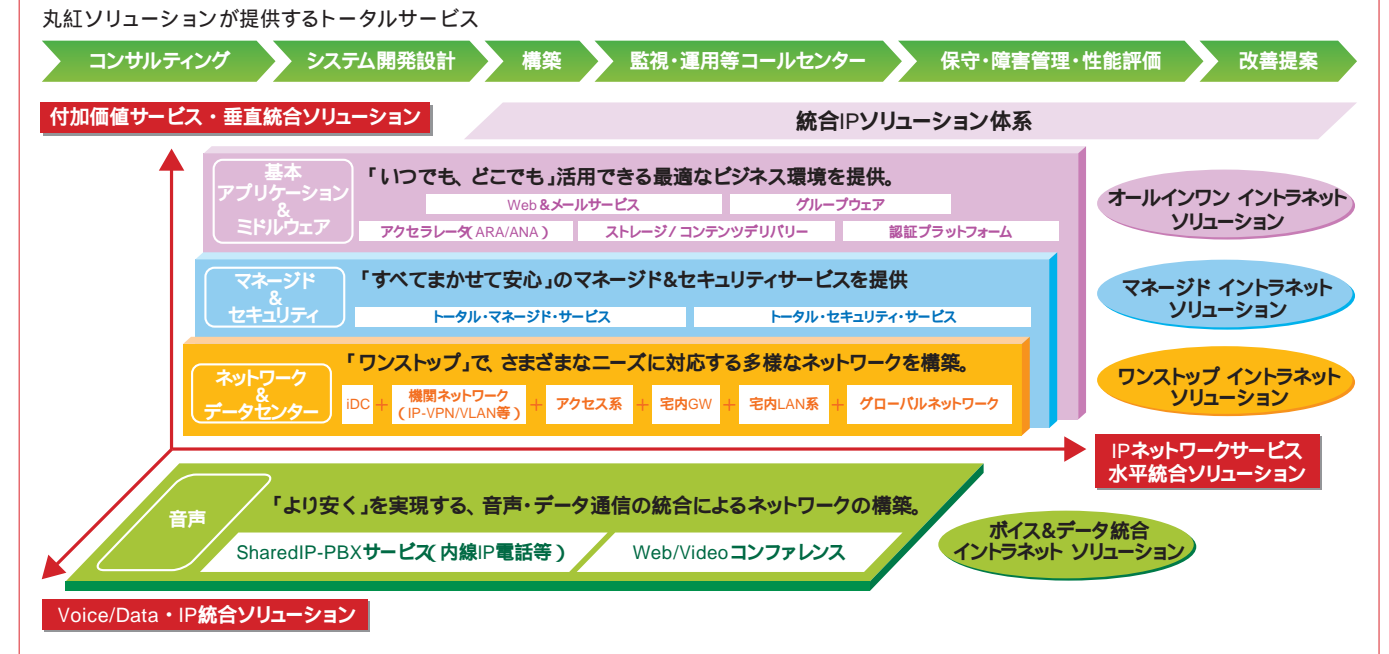 丸紅ソリューションが提供するトータルサービス
コンサルティング
システム開発設計
構築
監視・運用等コールセンター
保守・障害管理・性能評価
改善提案
付加価値サービス・垂直統合ソリューション
統合IPソリューション体系
基本
アプリケーション
&
ミドルウェア
「いつでも、どこでも」活用できる最適なビジネス環境を提供。
Web&メールサービス
グループウェア
アクセラレータ(ARA/ANA)
ストレージ/コンテンツデリバリー
認証プラットフォーム
オールインワン イントラネット
ソリューション
マネージド
&
セキュリティ
「すべてまかせて安心」のマネージド&セキュリティサービスを提供
トータル・マネージド・サービス
トータル・セキュリティ・サービス
マネージド イントラネット
ソリューション
ネットワーク
&
データセンター
「ワンストップ」で、さまざまなニーズに対応する多様なネットワークを構築。
iDC
+
機関ネットワーク
(IP-VPN/VLAN等)
+
アクセス系
+
宅内GW
+
宅内LAN系
+
グローバルネットワーク
ワンストップ イントラネット
ソリューション
IPネットワークサービス
水平統合ソリューション
音声
「より安く」を実現する、音声・データ通信の統合によるネットワークの構築。
SharedIP-PBXサービス(内線IP電話等)
Web/Videoコンファレンス
ボイス&データ統合
イントラネット ソリューション
Voice/Data・IP統合ソリューション